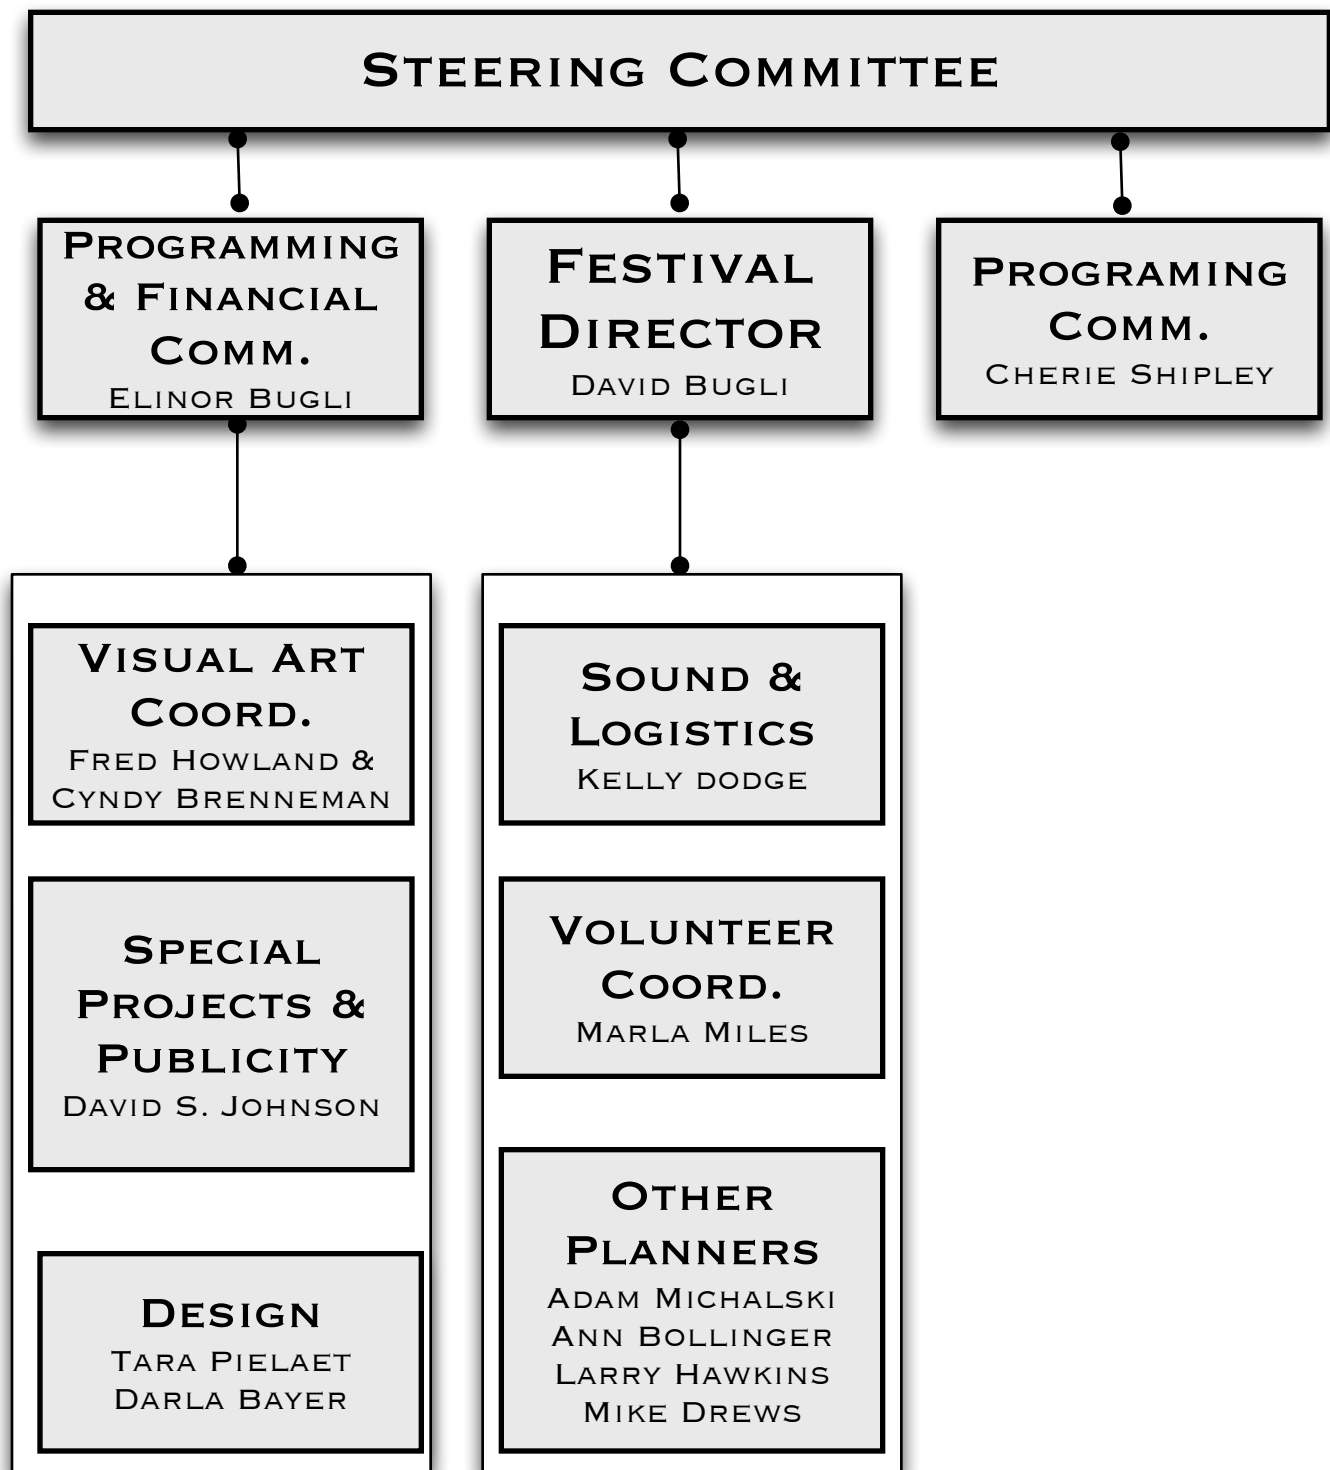 Steering Committee
Programming
& Financial
Comm.
Elinor Bugli
Festival
Director
David Bugli
Programing
Comm.
Cherie Shipley
Visual Art
Coord.
Fred Howland &
Cyndy Brenneman
Special
Projects &
Publicity
David S. Johnson
Design
Tara Pielaet
Darla Bayer
Sound &
Logistics
Kelly dodge
Volunteer
Coord.
Marla Miles
Other
Planners
Adam Michalski
Ann Bollinger
Larry Hawkins
Mike Drews